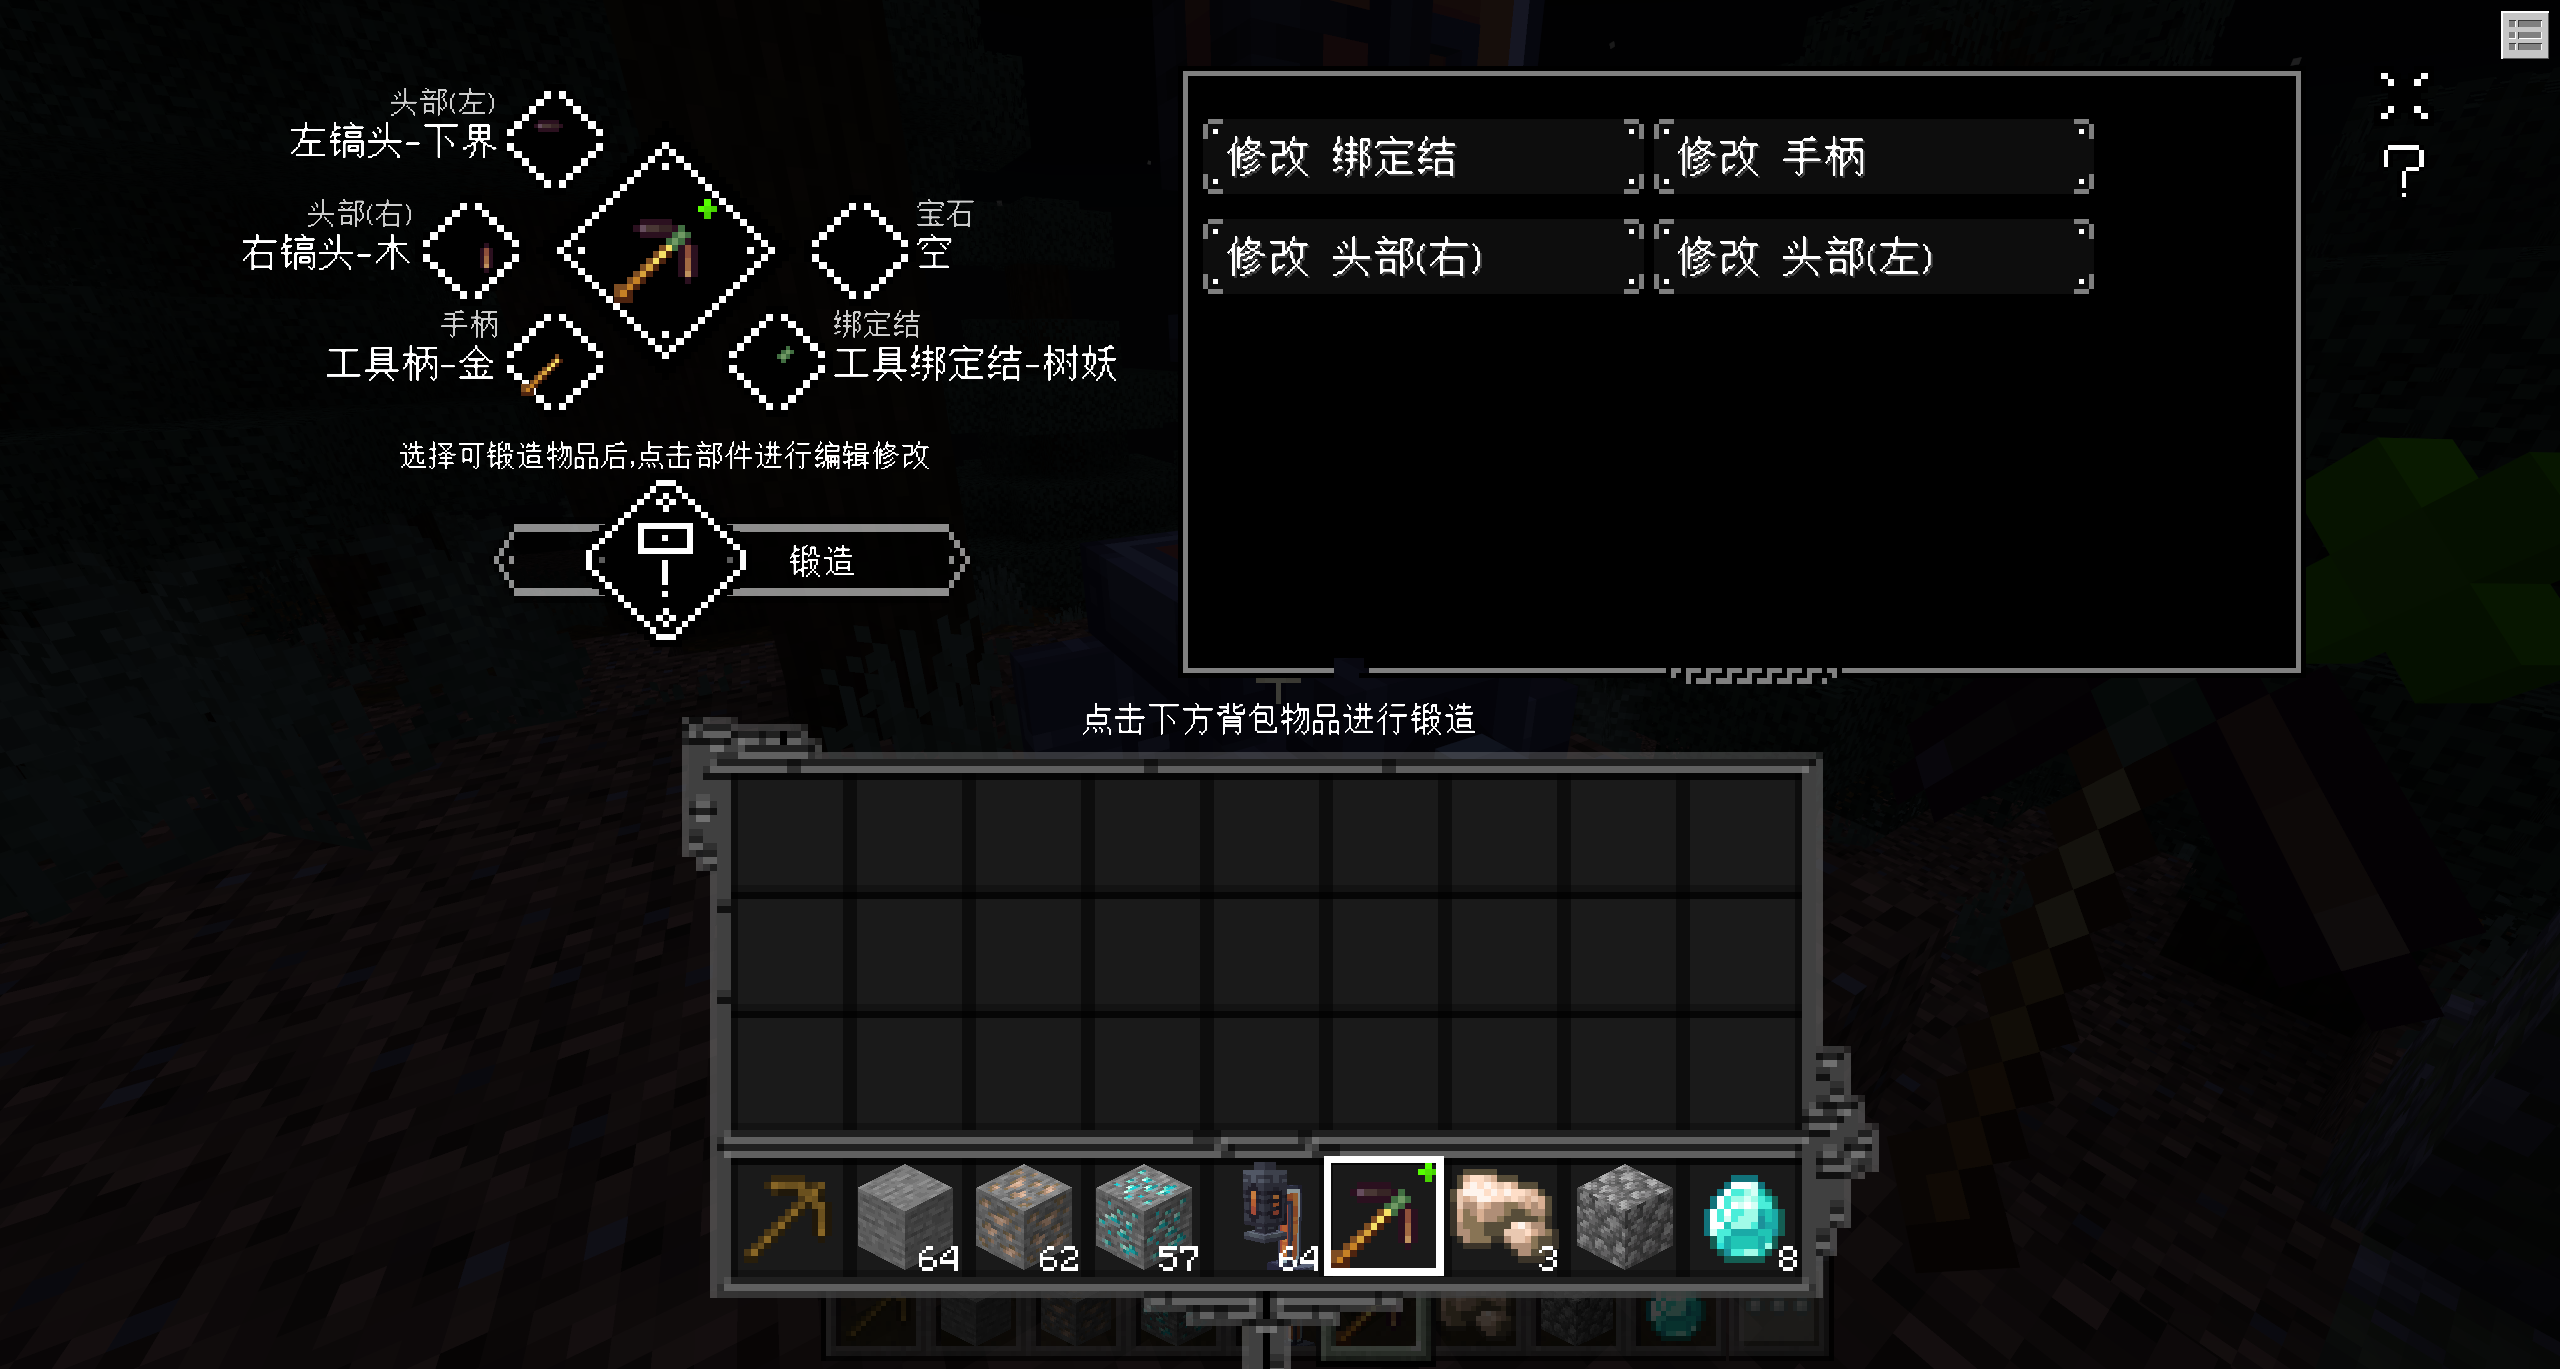 头部(左)
左镐头-下界
头部(右)
右镐头-木
手柄
工具柄-金
宝石
空
绑定结
工具绑定结-树妖
选择可锻造物品后,点击部件进行编辑修改
锻造
修改 绑定结
修改 手柄
修改 头部(右)
修改 头部(左)
?
点击下方背包物品进行锻造
64
62
57
64
3
8